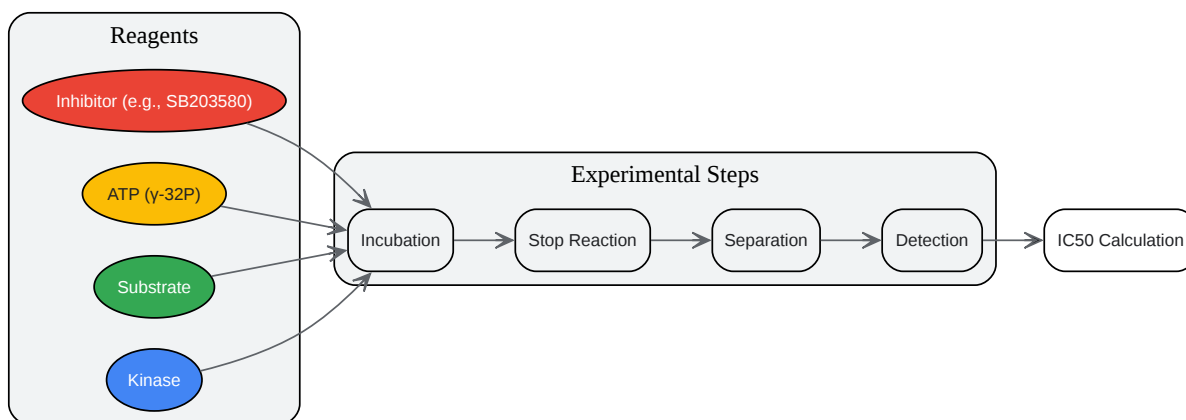 Reagents
Inhibitor (e.g., SB203580)
ATP (γ-32P)
Substrate
Kinase
Experimental Steps
Incubation
Stop Reaction
Separation
Detection
IC50 Calculation